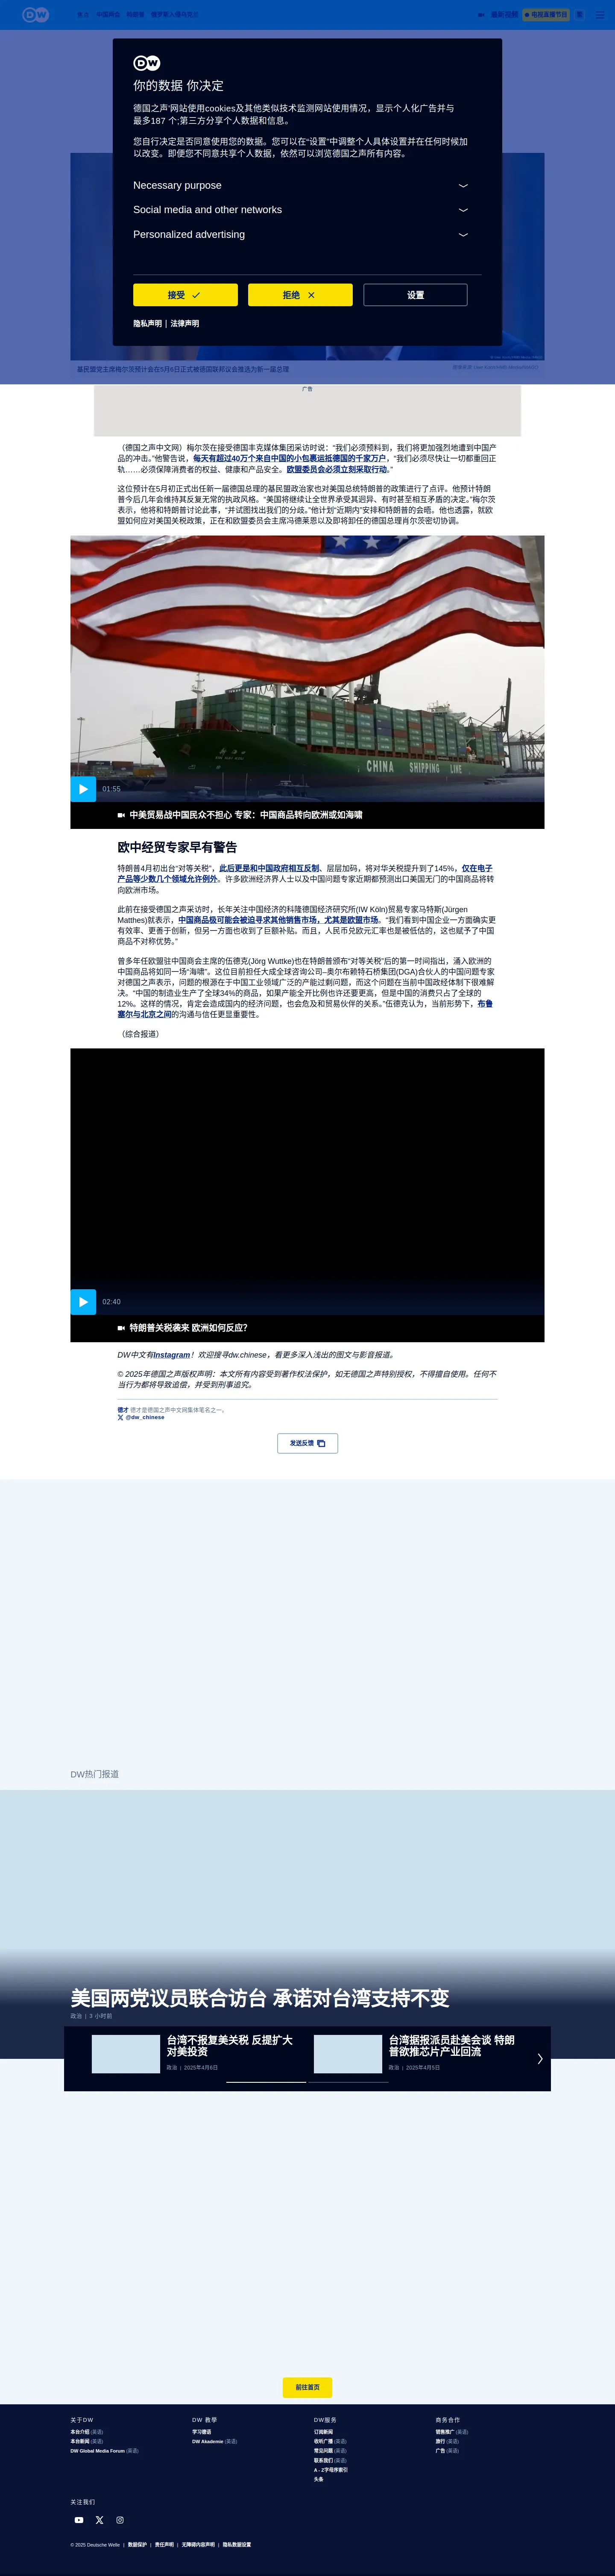 DW
首页 中国两会 特朗普 俄罗斯入侵乌克兰
最新视频
电视直播节目
DW
你的数据 你决定
德国之声‘网站使用cookies及其他类似技术监测网站使用情况，显示个人化广告并与
最多187 个;第三方分享个人数据和信息。
您自行决定是否同意使用您的数据。您可以在“设置”中调整个人具体设置并在任何时候加
以改变。即便您不同意共享个人数据，依然可以浏览德国之声所有内容。
Necessary purpose
Social media and other networks
Personalized advertising
接受
拒绝
设置
隐私声明 | 法律声明
基民盟党主席梅尔茨预计会在5月6日正式被德国联邦议会推选为新一届总理
广告
（德国之声中文网）梅尔茨在接受德国丰克媒体集团采访时说：“我们必须预料到，我们将更加强烈地遭到中国产
品的冲击。”他警告说，每天有超过40万个来自中国的小包裹运抵德国的千家万户，“我们必须尽快让一切都重回正
轨……必须保障消费者的权益、健康和产品安全。欧盟委员会必须立刻采取行动。”
这位预计在5月初正式出任新一届德国总理的基民盟政治家也对美国总统特朗普的政策进行了点评。他预计特朗
普今后几年会维持其反复无常的执政风格。“美国将继续让全世界承受其迟异、有时甚至相互矛盾的决定。”梅尔茨
表示，他将和特朗普讨论此事，“并试图找出我们的分歧。”他计划“近期内”安排和特朗普的会晤。他也透露，就欧
盟如何应对美国关税政策，正在和欧盟委员会主席冯德莱恩以及即将卸任的德国总理肖尔茨密切协调。
CHINA SHIPPING LINE
01:55
中美贸易战中国民众不担心 专家：中国商品转向欧洲或如海啸
欧中经贸专家早有警告
特朗普4月初出台“对等关税”，此后更是和中国政府相互反制、层层加码，将对华关税提升到了145%，仅在电子
产品等少数几个领域允许例外。许多欧洲经济界人士以及中国问题专家近期都预测出口美国无门的中国商品将转
向欧洲市场。
此前在接受德国之声采访时，长年关注中国经济的科隆德国经济研究所(IW Köln)贸易专家马特斯(Jürgen
Matthes)就表示，中国商品极可能会被迫寻求其他销售市场，尤其是欧盟市场。“我们看到中国企业一方面确实更
有效率、更善于创新，但另一方面也收到了巨额补贴。而且，人民币兑欧元汇率也是被低估的，这也赋予了中国
商品不对称优势。”
曾多年任欧盟驻中国商会主席的伍德克(Jörg Wuttke)也在特朗普颁布“对等关税”后的第一时间指出，涌入欧洲的
中国商品将如同一场“海啸”。这位目前担任大成全球咨询公司–奥尔布赖特石桥集团(DGA)合伙人的中国问题专家
对德国之声表示，问题的根源在于中国工业领域广泛的产能过剩问题，而这个问题在当前中国政经体制下很难解
决。“中国的制造业生产了全球34%的商品，如果产能全开比例也许还要更高，但是中国的消费只占了全球的
12%。这样的情况，肯定会造成国内的经济问题，也会危及和贸易伙伴的关系。”伍德克认为，当前形势下，布鲁
塞尔与北京之间的沟通与信任更显重要性。
（综合报道）
02:40
特朗普关税袭来 欧洲如何反应？
DW中文有Instagram！欢迎搜寻dw.chinese，看更多深入浅出的图文与影音报道。
© 2025年德国之声版权声明：本文所有内容受到著作权法保护，如无德国之声特别授权，不得擅自使用。任何不
当行为都将导致追偿，并受到刑事追究。
德才 德才是德国之声中文网集体笔名之一。
@dw_chinese
发送反馈
DW热门报道
美国两党议员联合访台 承诺对台湾支持不变
政治 | 3 小时前
台湾不报复美关税 反提扩大
对美投资
政治 | 2025年4月6日
台湾据报派员赴美会谈 特朗
普欲推芯片产业回流
政治 | 2025年4月5日
前往首页
关于DW
本台介绍 (英语)
本台新闻 (英语)
DW Global Media Forum (英语)
DW 教學
学习德语
DW Akademie (英语)
DW服务
订阅新闻
收听广播 (英语)
常见问题 (英语)
联系我们 (英语)
A - Z字母序索引
头条
商务合作
销售推广 (英语)
旅行 (英语)
广告 (英语)
关注我们
© 2025 Deutsche Welle | 数据保护 | 责任声明 | 无障碍内容声明 | 隐私数据设置